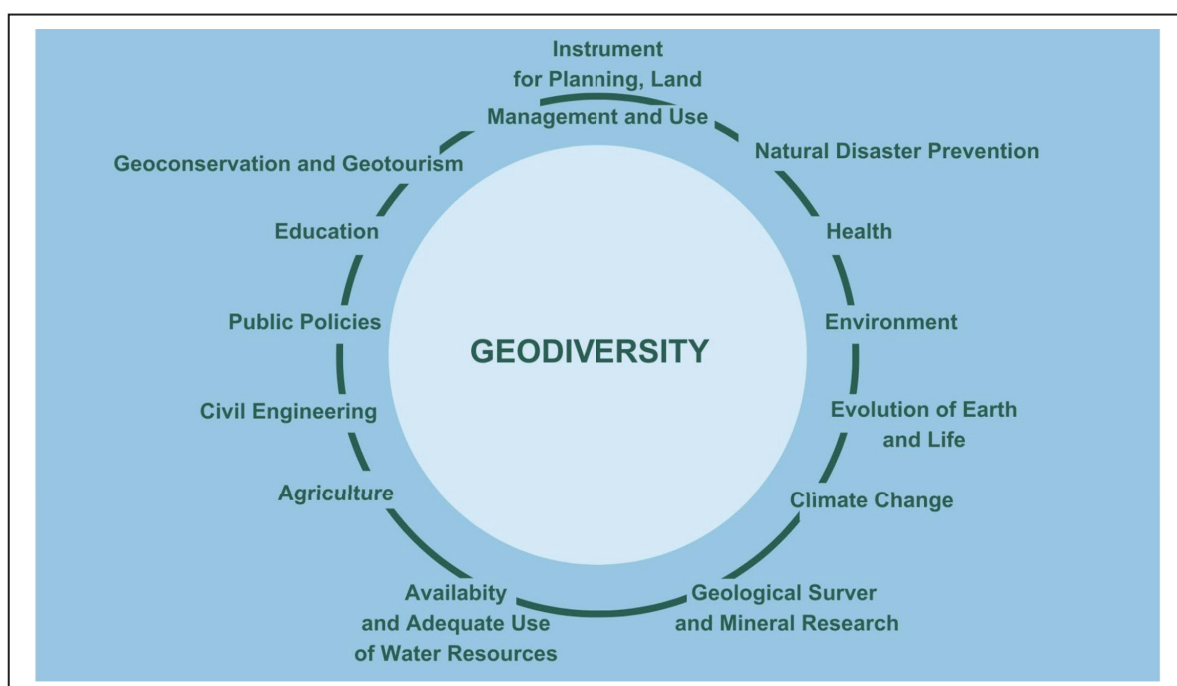 Instrument
for Planning, Land
Management and Use
Natural Disaster Prevention
Health
Environment
Evolution of Earth
and Life
Climate Change
Geological Surver
and Mineral Research
Availabity
and Adequate Use
of Water Resources
Agriculture
Civil Engineering
Public Policies
Education
Geoconservation and Geotourism
GEODIVERSITY